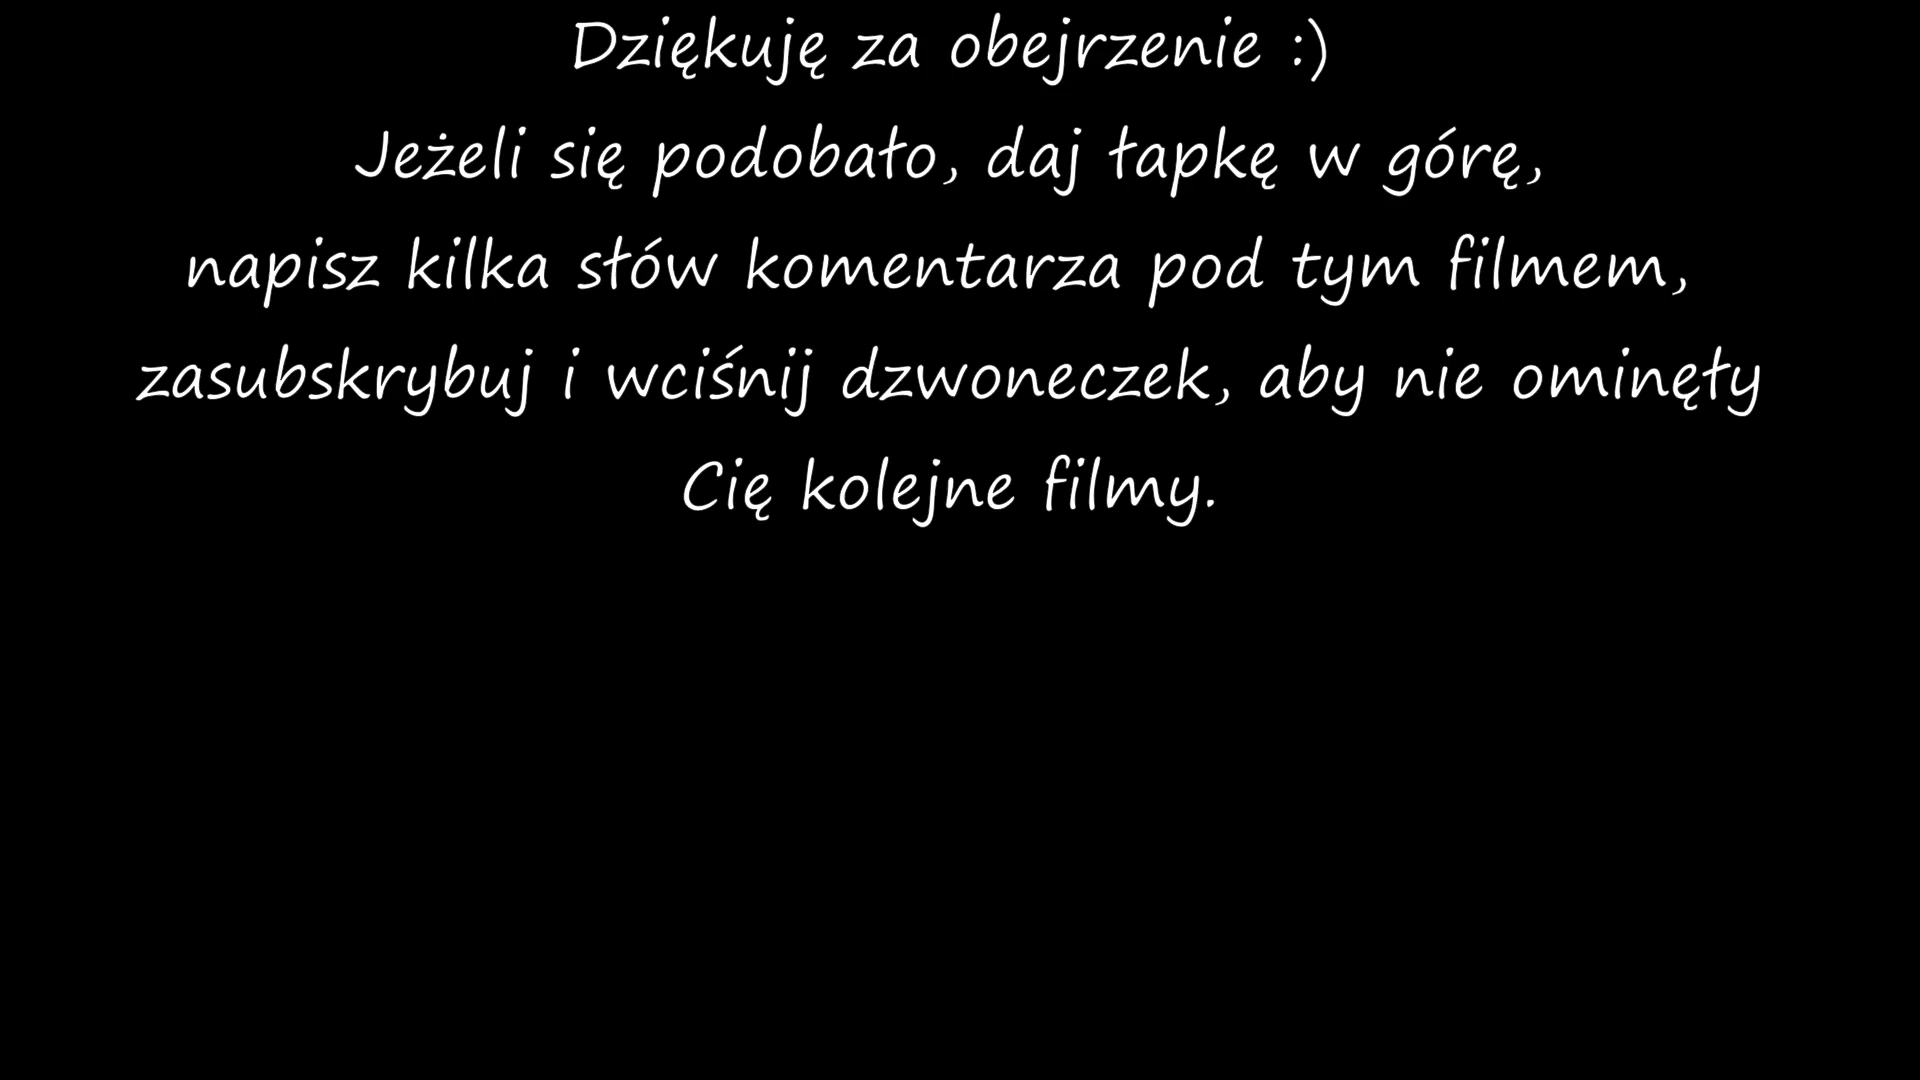 Dziękuję za obejrzenie :)
Jeżeli się podobało, daj łapkę w górę,
napisz kilka słów komentarza pod tym filmem,
zasubskrybuj i wciśnij dzwoneczek, aby nie ominęły
Cię kolejne filmy.